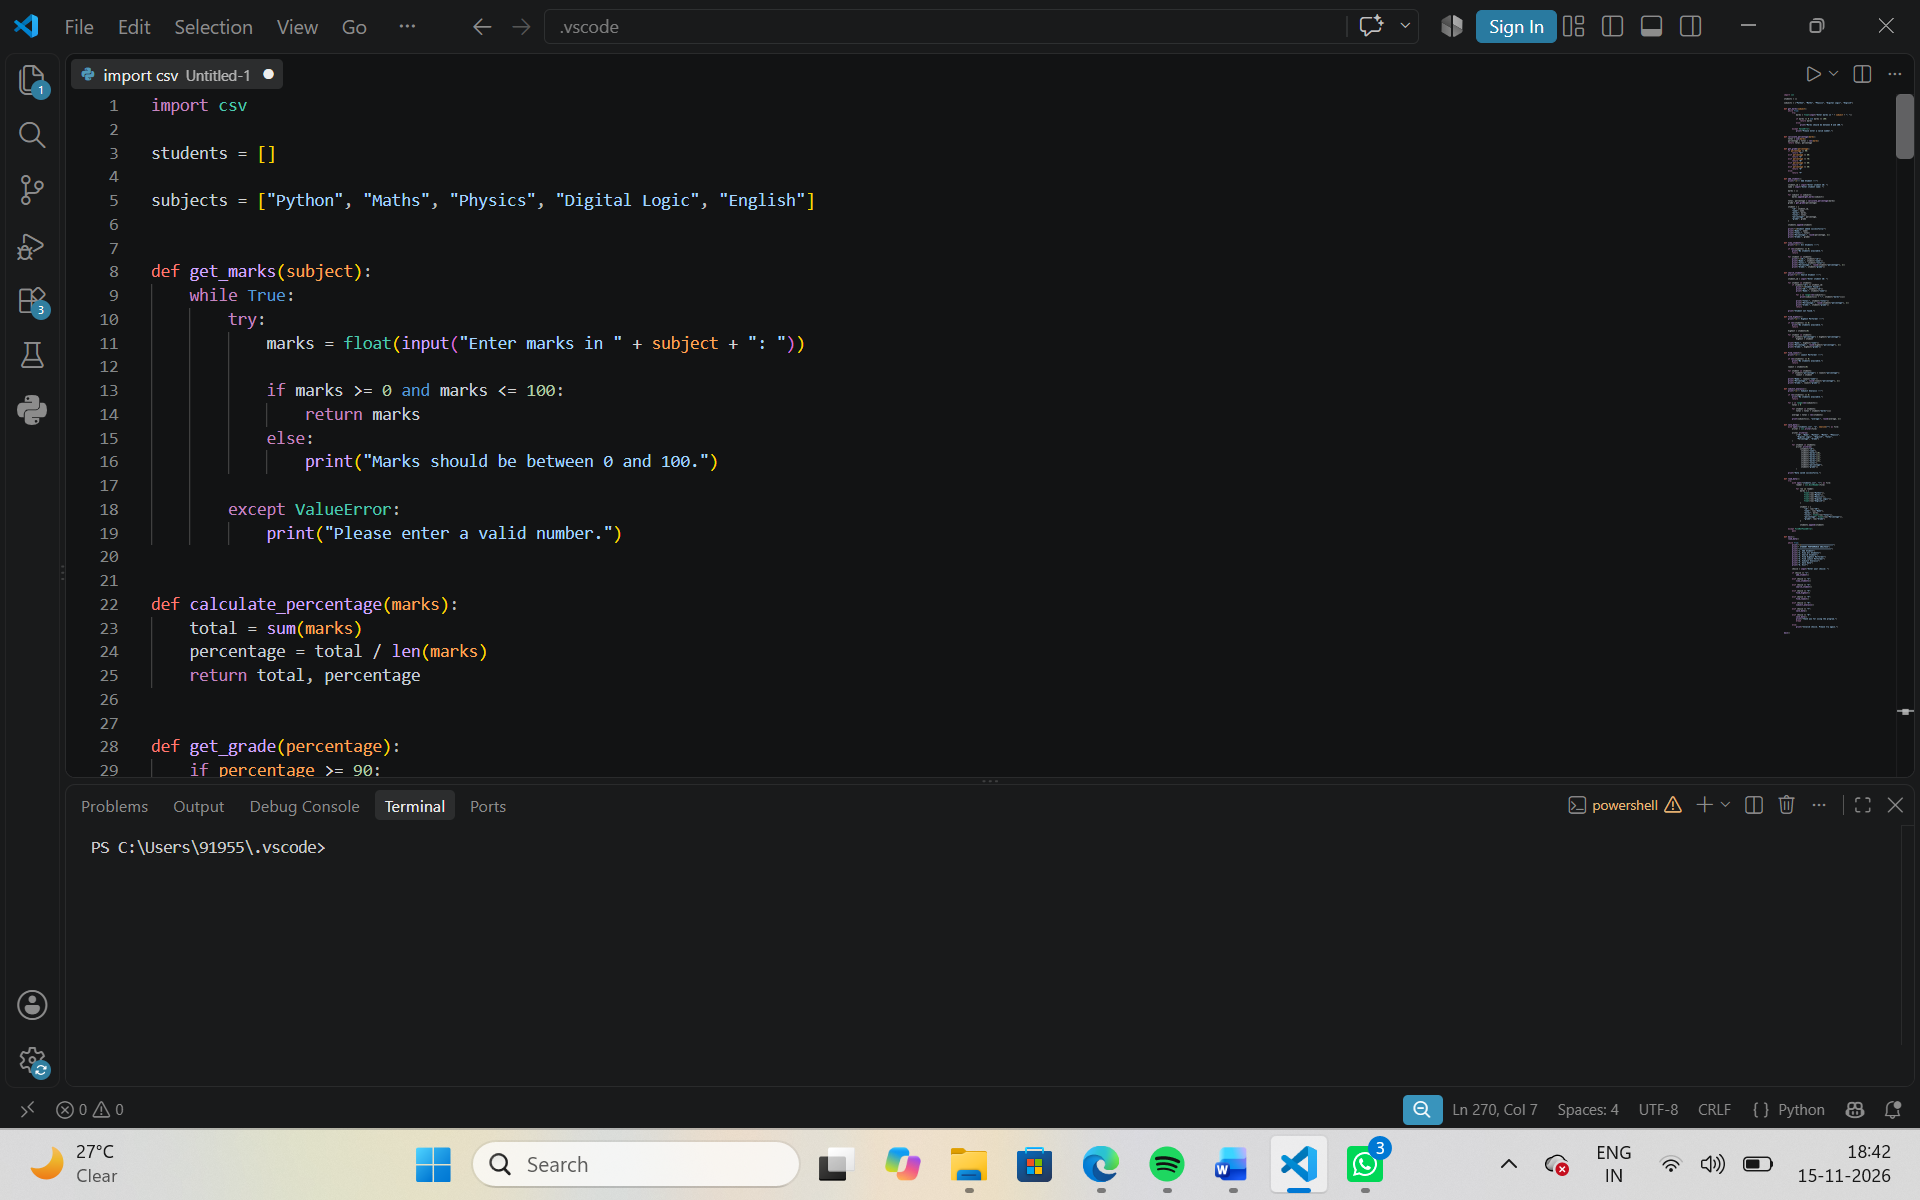 File Edit Selection View Go ··· .vscode Sign In
import csv Untitled-1
1 import csv
2
3 students = []
4
5 subjects = ["Python", "Maths", "Physics", "Digital Logic", "English"]
6
7
8 def get_marks(subject):
9 while True:
10 try:
11 marks = float(input("Enter marks in " + subject + ": "))
12
13 if marks >= 0 and marks <= 100:
14 return marks
15 else:
16 print("Marks should be between 0 and 100.")
17
18 except ValueError:
19 print("Please enter a valid number.")
20
21
22 def calculate_percentage(marks):
23 total = sum(marks)
24 percentage = total / len(marks)
25 return total, percentage
26
27
28 def get_grade(percentage):
29 if percentage >= 90:
1
3
Problems Output Debug Console Terminal Ports powershell
PS C:\Users\91955\.vscode>
0 0 Ln 270, Col 7 Spaces: 4 UTF-8 CRLF {} Python
27°C
Clear
Search
3
ENG
IN
18:42
15-11-2026